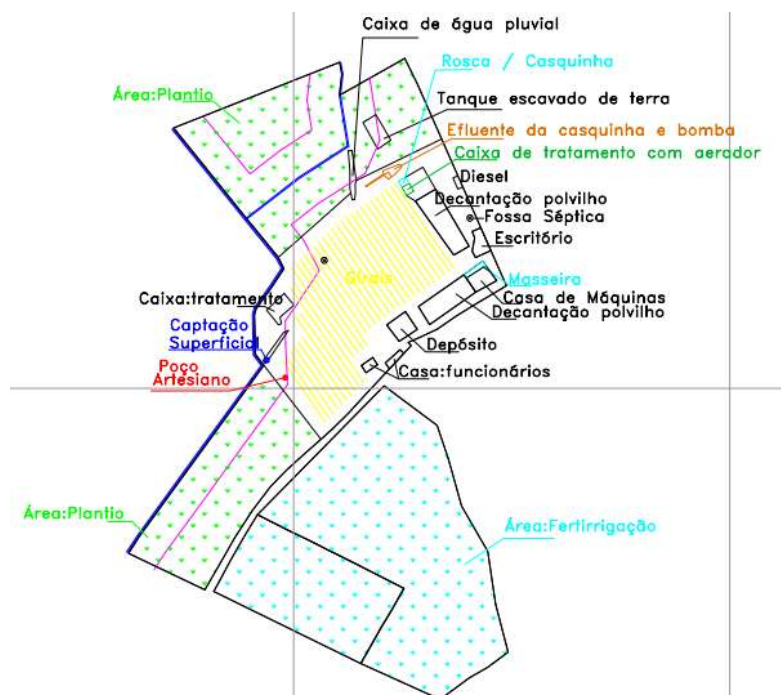 Caixa de água pluvial
Rosca / Casquinha
Área:Plantio
Tanque escavado de terra
Efluente da casquinha e bomba
Caixa de tratamento com aerador
Diesel
Decantação polvilho
Fossa Séptica
Escritório
Girais
Masseira
Caixa:tratamento
Casa de Máquinas
Decantação polvilho
Captação
Superficial
Depósito
Poço
Artesiano
Casa:funcionários
Área:Plantio
Área:Fertirrigação